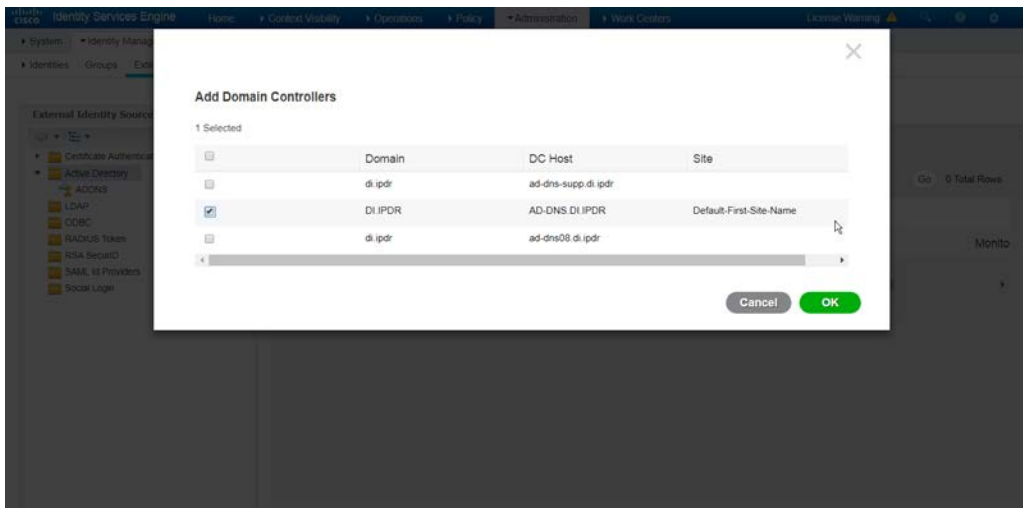 cisco Identity Services Engine Home Context Visibility Operations Policy Administration Work Centers License Warning
System Identity Manag
Identities Groups Exte
Add Domain Controllers
1 Selected
Domain DC Host Site
di.ipdr ad-dns-supp.di.ipdr
DI.IPDR AD-DNS.DI.IPDR Default-First-Site-Name
di.ipdr ad-dns08.di.ipdr
Cancel OK
External Identity Source
Certificate Authenticat
Active Directory
ADDNS
LDAP
ODBC
RADIUS Token
RSA SecurID
SAML Id Providers
Social Login
Go 0 Total Rows
Monito